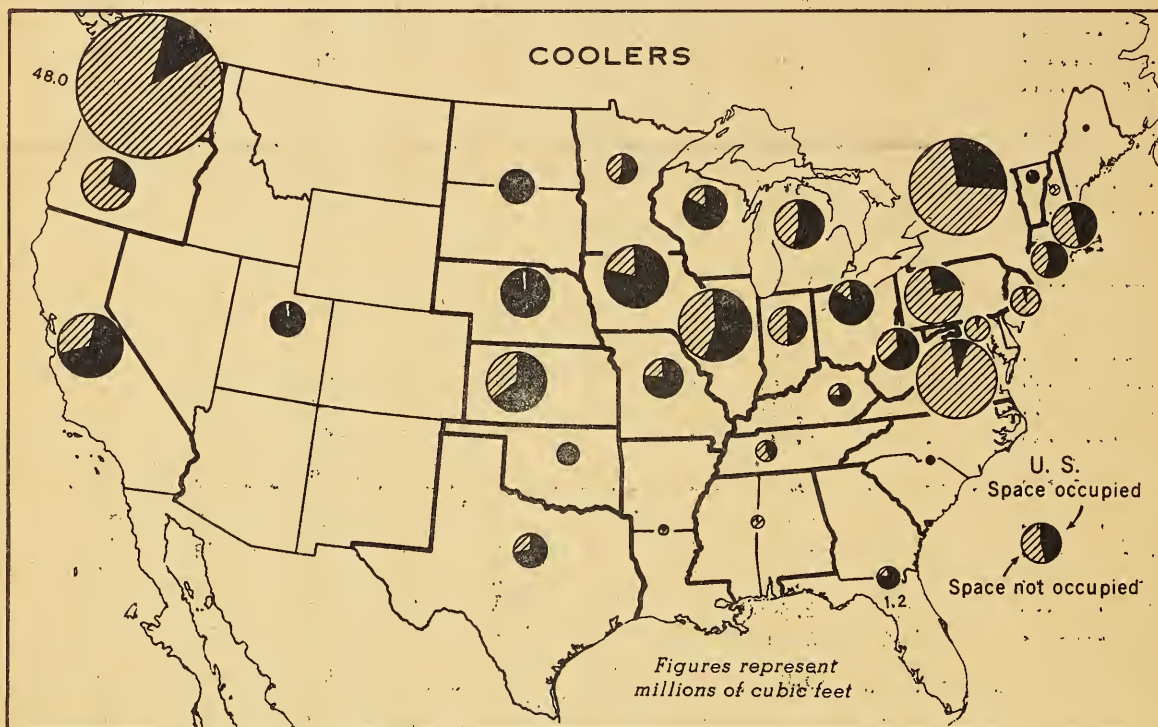 COOLERS
48.0
U. S.
Space occupied
Space not occupied
1.2
Figures represent
millions of cubic feet